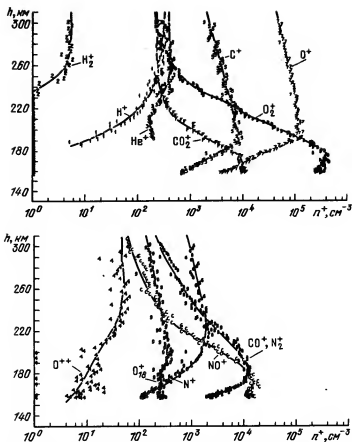 h, км
300
260
220
180
140
10⁰ 10¹ 10² 10³ 10⁴ 10⁵ n⁺, см⁻³
H₂⁺
H⁺
He⁺
CO₂⁺
C⁺
O₂⁺
O⁺
h, км
300
260
220
180
140
10⁰ 10¹ 10² 10³ 10⁴ 10⁵ n⁺, см⁻³
O⁺⁺
O₁₈⁺
N⁺
NO⁺
CO⁺, N₂⁺